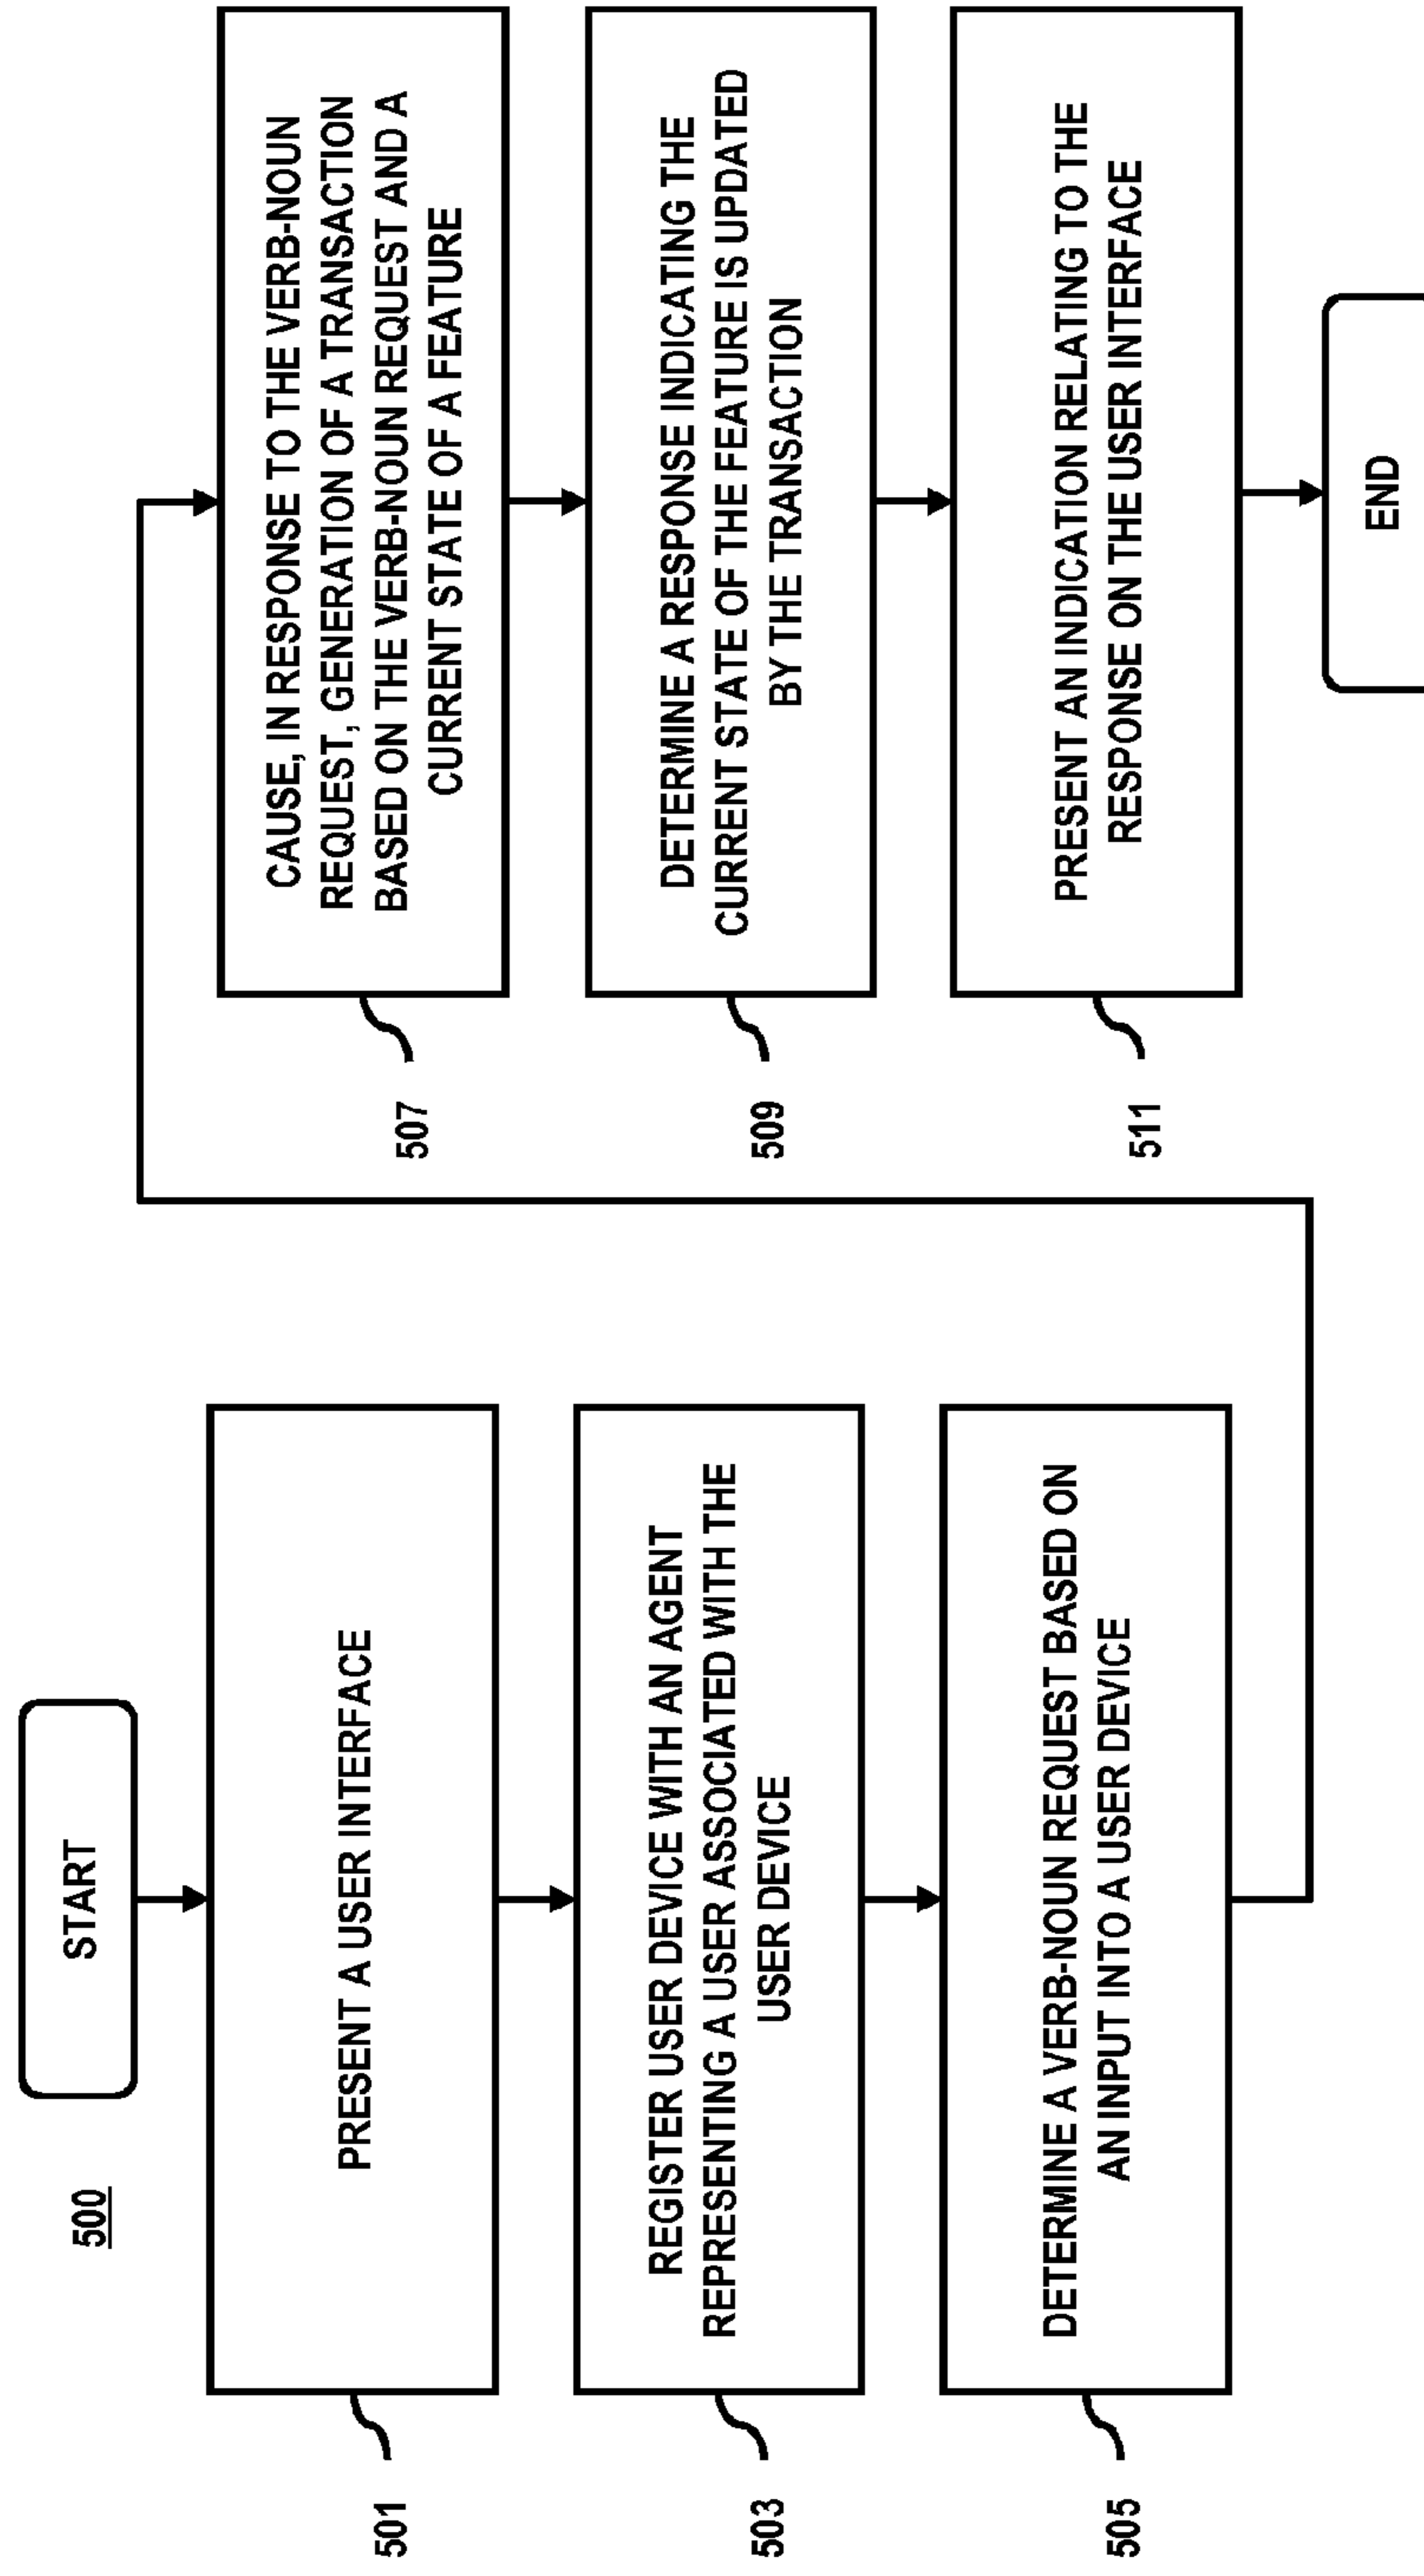 500
START
PRESENT A USER INTERFACE
501
REGISTER USER DEVICE WITH AN AGENT
REPRESENTING A USER ASSOCIATED WITH THE
USER DEVICE
503
DETERMINE A VERB-NOUN REQUEST BASED ON
AN INPUT INTO A USER DEVICE
505
CAUSE, IN RESPONSE TO THE VERB-NOUN
REQUEST, GENERATION OF A TRANSACTION
BASED ON THE VERB-NOUN REQUEST AND A
CURRENT STATE OF A FEATURE
507
DETERMINE A RESPONSE INDICATING THE
CURRENT STATE OF THE FEATURE IS UPDATED
BY THE TRANSACTION
509
PRESENT AN INDICATION RELATING TO THE
RESPONSE ON THE USER INTERFACE
511
END